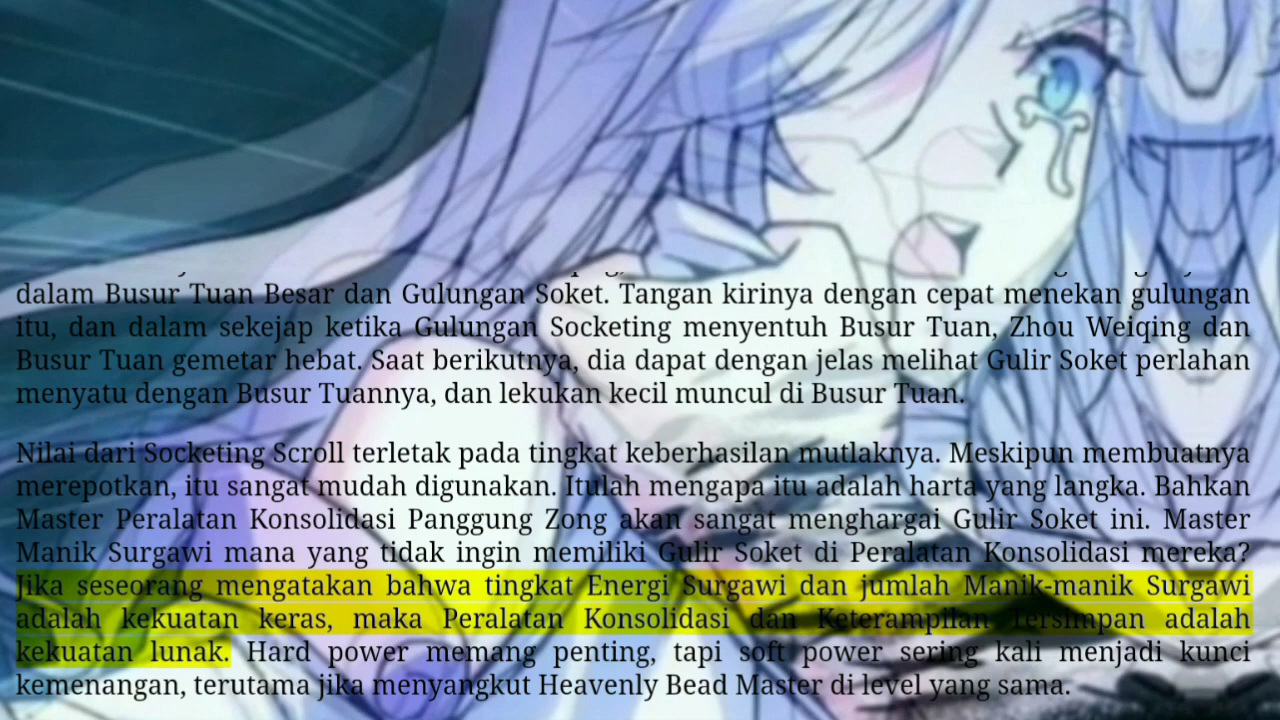 dalam Busur Tuan Besar dan Gulungan Soket. Tangan kirinya dengan cepat menekan gulungan
itu, dan dalam sekejap ketika Gulungan Socketing menyentuh Busur Tuan, Zhou Weiqing dan
Busur Tuan gemetar hebat. Saat berikutnya, dia dapat dengan jelas melihat Gulir Soket perlahan
menyatu dengan Busur Tuannya, dan lekukan kecil muncul di Busur Tuan.
Nilai dari Socketing Scroll terletak pada tingkat keberhasilan mutlaknya. Meskipun membuatnya
merepotkan, itu sangat mudah digunakan. Itulah mengapa itu adalah harta yang langka. Bahkan
Master Peralatan Konsolidasi Panggung Zong akan sangat menghargai Gulir Soket ini. Master
Manik Surgawi mana yang tidak ingin memiliki Gulir Soket di Peralatan Konsolidasi mereka?
Jika seseorang mengatakan bahwa tingkat Energi Surgawi dan jumlah Manik-manik Surgawi
adalah kekuatan keras, maka Peralatan Konsolidasi dan Keterampilan Tersimpan adalah
kekuatan lunak. Hard power memang penting, tapi soft power sering kali menjadi kunci
kemenangan, terutama jika menyangkut Heavenly Bead Master di level yang sama.